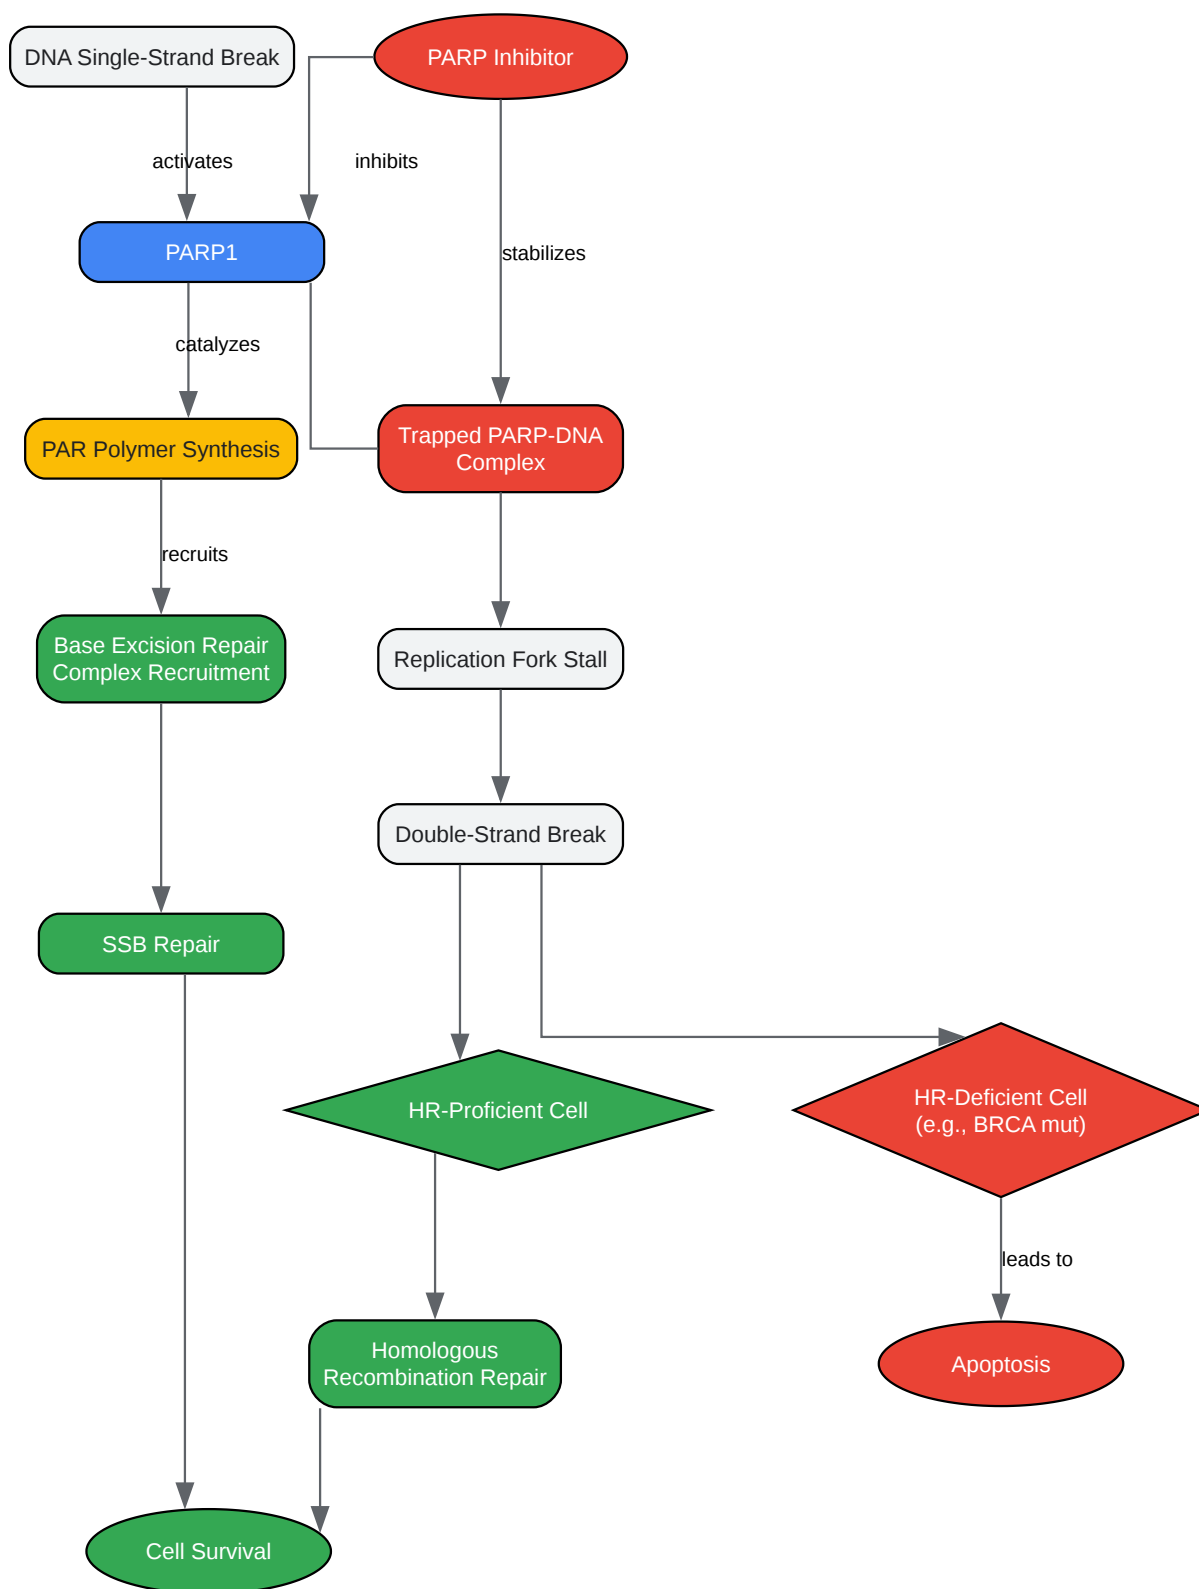 DNA Single-Strand Break
PARP Inhibitor
activates
inhibits
PARP1
stabilizes
catalyzes
PAR Polymer Synthesis
Trapped PARP-DNA
Complex
recruits
Base Excision Repair
Complex Recruitment
Replication Fork Stall
Double-Strand Break
SSB Repair
HR-Proficient Cell
HR-Deficient Cell
(e.g., BRCA mut)
leads to
Homologous
Recombination Repair
Apoptosis
Cell Survival